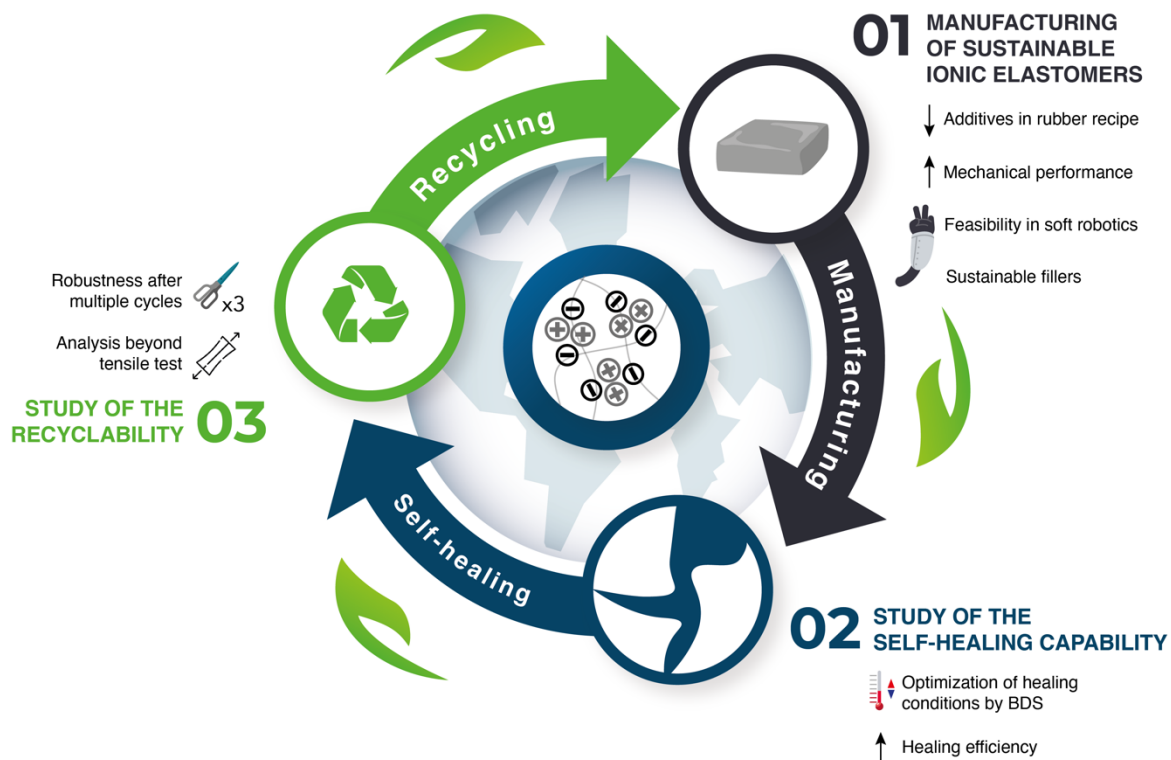 01 MANUFACTURING
OF SUSTAINABLE
IONIC ELASTOMERS
Additives in rubber recipe
Mechanical performance
Feasibility in soft robotics
Sustainable fillers
Recycling
Manufacturing
Self-healing
02 STUDY OF THE
SELF-HEALING CAPABILITY
Optimization of healing
conditions by BDS
Healing efficiency
Robustness after
multiple cycles
x3
Analysis beyond
tensile test
STUDY OF THE
RECYCLABILITY 03